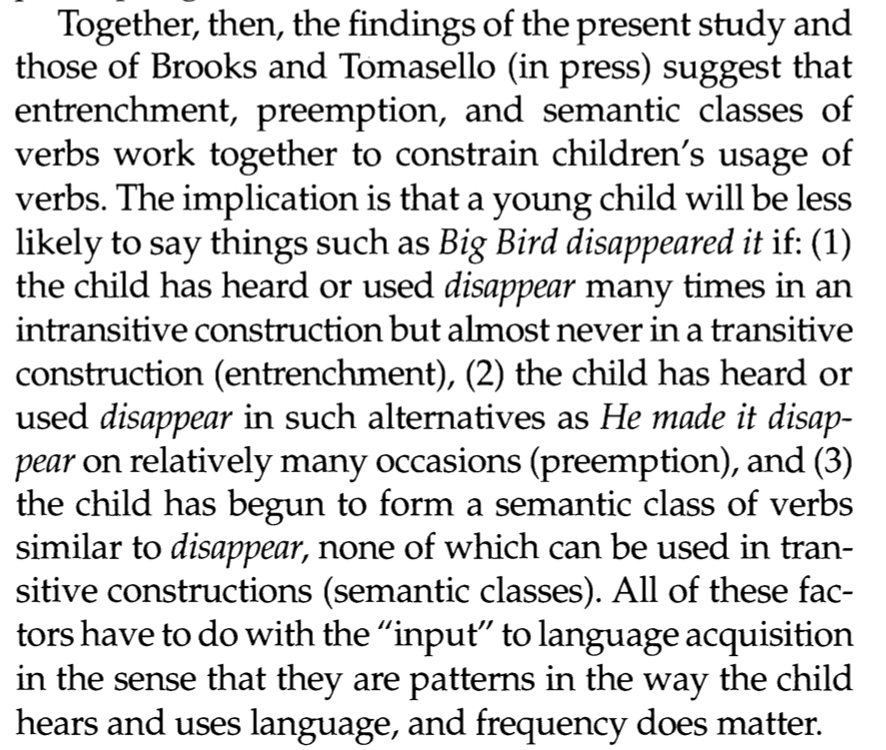 Together, then, the findings of the present study and
those of Brooks and Tomasello (in press) suggest that
entrenchment, preemption, and semantic classes of
verbs work together to constrain children's usage of
verbs. The implication is that a young child will be less
likely to say things such as Big Bird disappeared it if: (1)
the child has heard or used disappear many times in an
intransitive construction but almost never in a transitive
construction (entrenchment), (2) the child has heard or
used disappear in such alternatives as He made it disap-
pear on relatively many occasions (preemption), and (3)
the child has begun to form a semantic class of verbs
similar to disappear, none of which can be used in tran-
sitive constructions (semantic classes). All of these fac-
tors have to do with the “input” to language acquisition
in the sense that they are patterns in the way the child
hears and uses language, and frequency does matter.